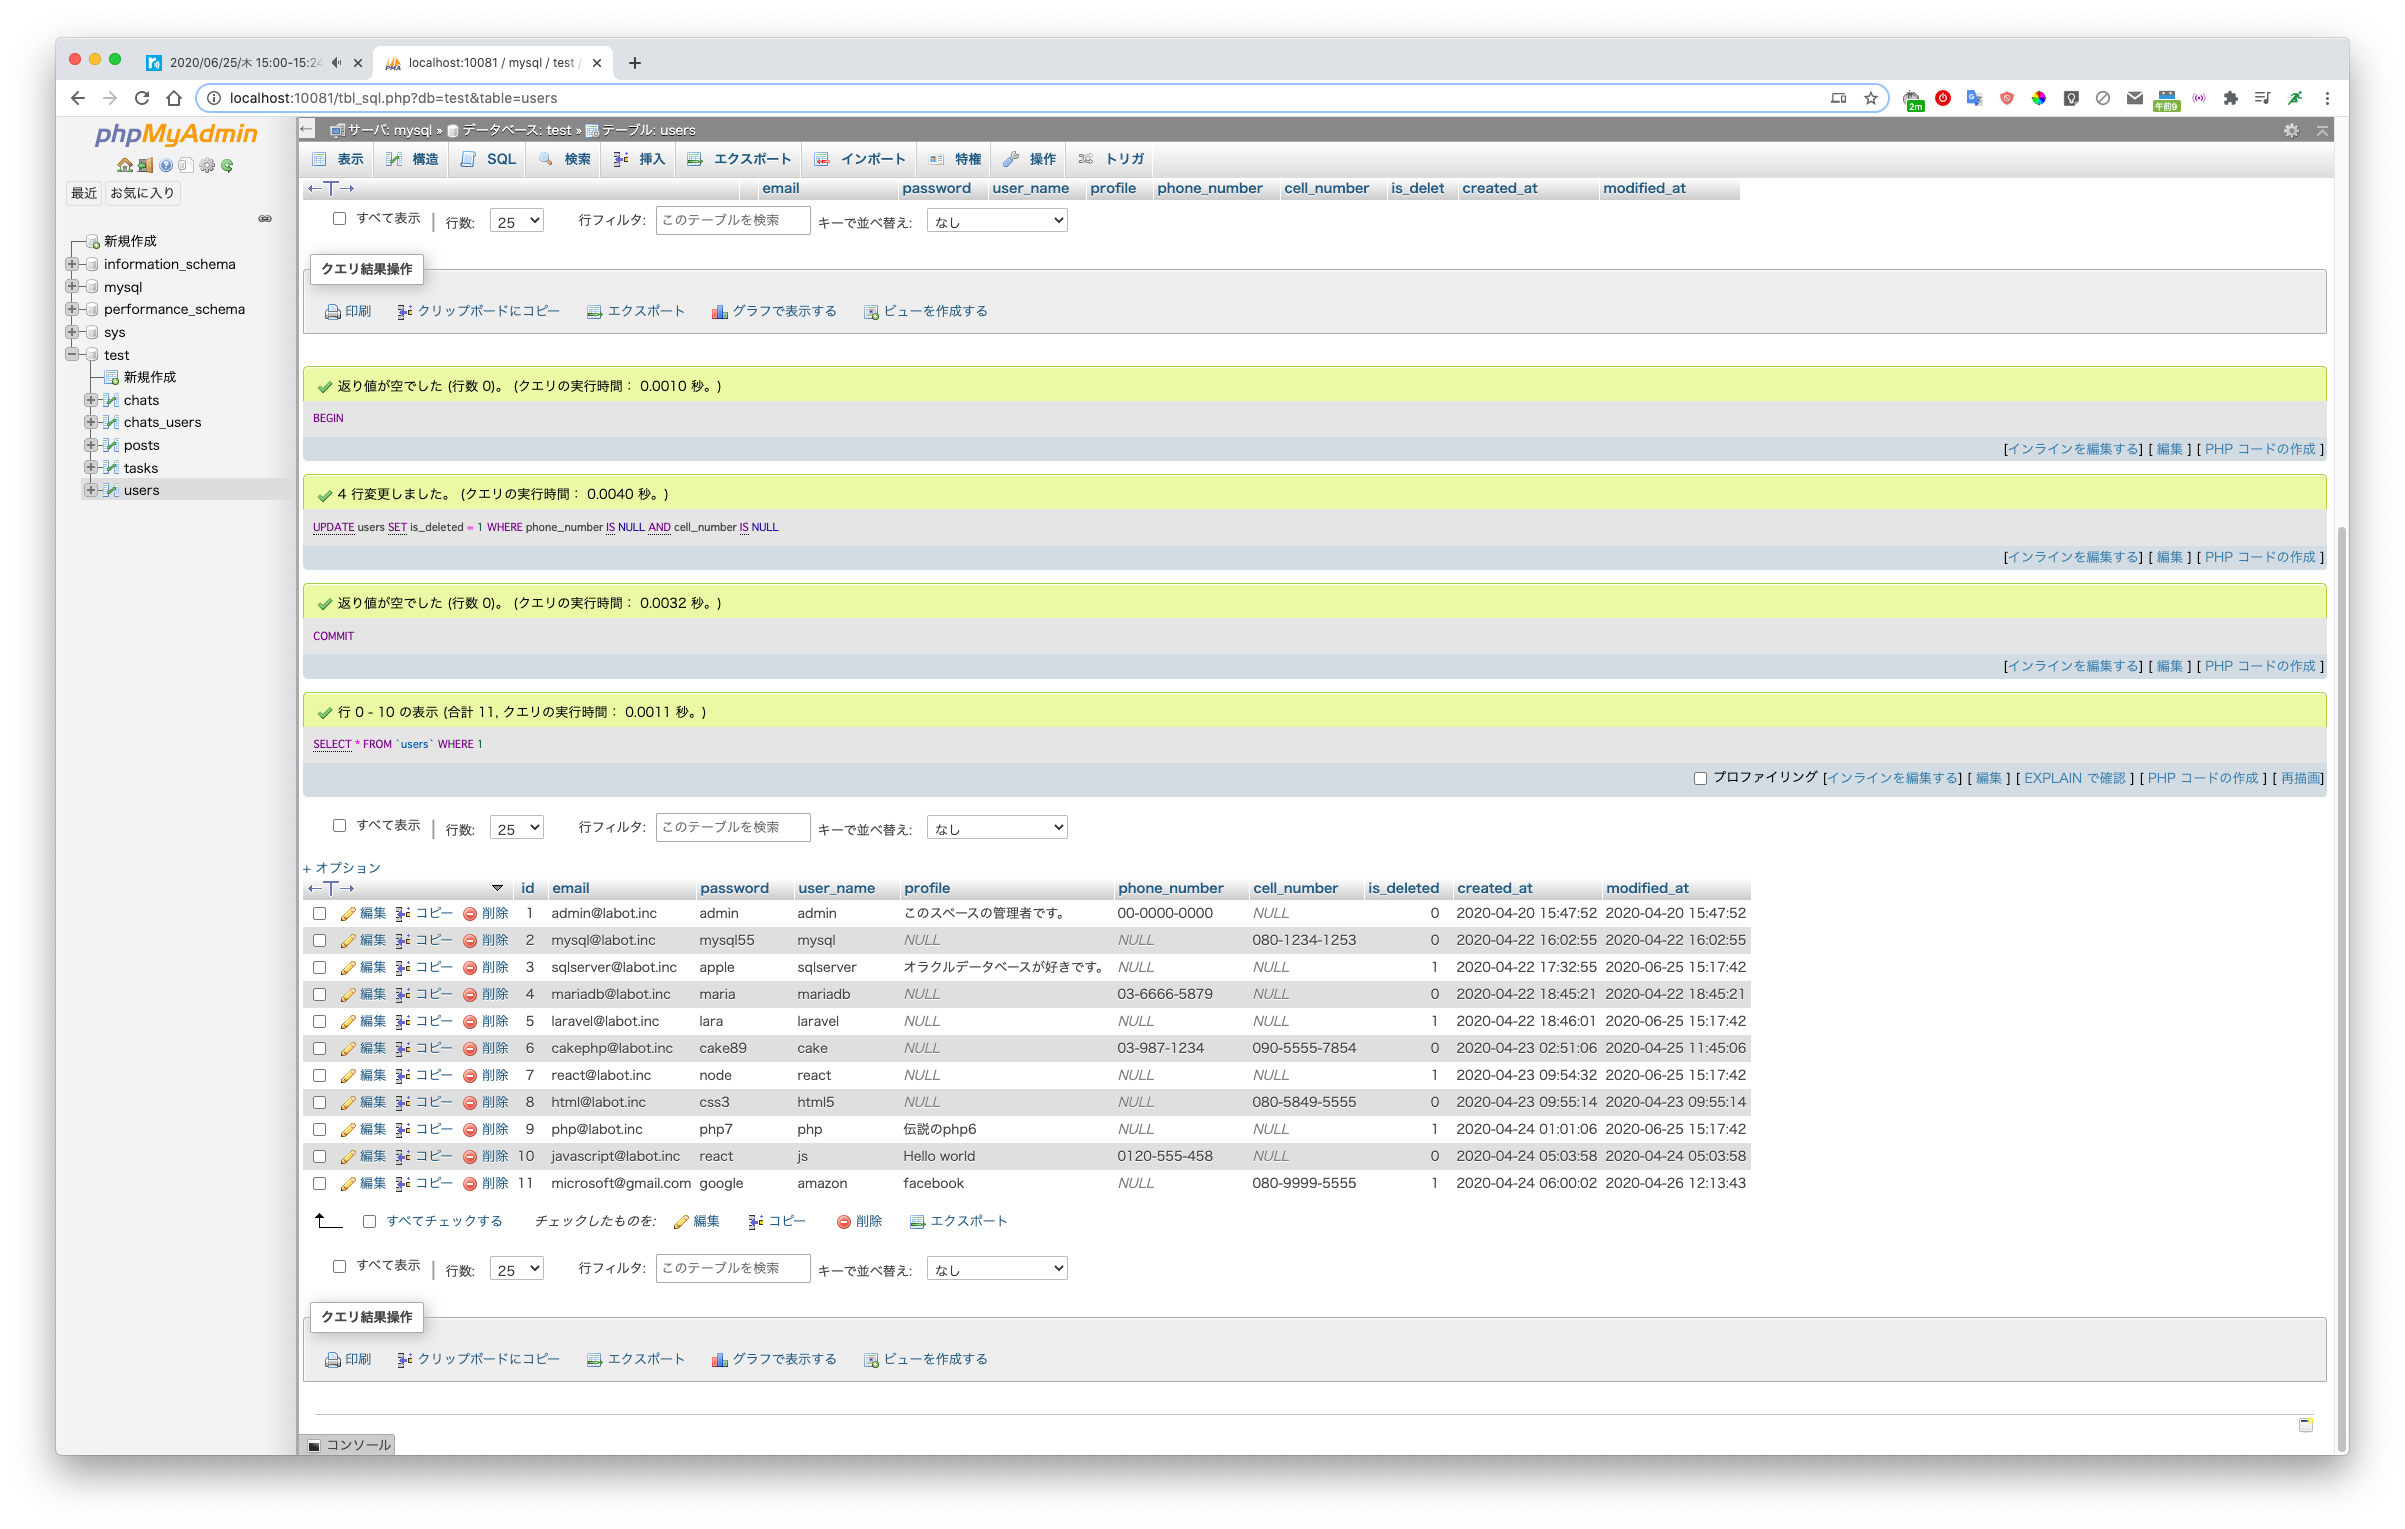 2020/06/25/木 15:00-15:24
localhost:10081 / mysql / test /
localhost:10081/tbl_sql.php?db=test&table=users
2m
午前9
phpMyAdmin
最近 お気に入り
新規作成
information_schema
mysql
performance_schema
sys
test
新規作成
chats
chats_users
posts
tasks
users
サーバ: mysql » データベース: test » テーブル: users
表示 構造 SQL 検索 挿入 エクスポート インポート 特権 操作 トリガ
←T→ email password user_name profile phone_number cell_number is_delet created_at modified_at
すべて表示 | 行数: 25 行フィルタ: このテーブルを検索 キーで並べ替え: なし
クエリ結果操作
印刷 クリップボードにコピー エクスポート グラフで表示する ビューを作成する
返り値が空でした (行数 0)。 (クエリの実行時間： 0.0010 秒。)
BEGIN
[インラインを編集する] [ 編集 ] [ PHP コードの作成 ]
4 行変更しました。 (クエリの実行時間： 0.0040 秒。)
UPDATE users SET is_deleted = 1 WHERE phone_number IS NULL AND cell_number IS NULL
[インラインを編集する] [ 編集 ] [ PHP コードの作成 ]
返り値が空でした (行数 0)。 (クエリの実行時間： 0.0032 秒。)
COMMIT
[インラインを編集する] [ 編集 ] [ PHP コードの作成 ]
行 0 - 10 の表示 (合計 11, クエリの実行時間： 0.0011 秒。)
SELECT * FROM `users` WHERE 1
プロファイリング [インラインを編集する] [ 編集 ] [ EXPLAIN で確認 ] [ PHP コードの作成 ] [ 再描画]
すべて表示 | 行数: 25 行フィルタ: このテーブルを検索 キーで並べ替え: なし
+ オプション
←T→ id email password user_name profile phone_number cell_number is_deleted created_at modified_at
編集 コピー 削除 1 admin@labot.inc admin admin このスペースの管理者です。 00-0000-0000 NULL 0 2020-04-20 15:47:52 2020-04-20 15:47:52
編集 コピー 削除 2 mysql@labot.inc mysql55 mysql NULL NULL 080-1234-1253 0 2020-04-22 16:02:55 2020-04-22 16:02:55
編集 コピー 削除 3 sqlserver@labot.inc apple sqlserver オラクルデータベースが好きです。 NULL NULL 1 2020-04-22 17:32:55 2020-06-25 15:17:42
編集 コピー 削除 4 mariadb@labot.inc maria mariadb NULL 03-6666-5879 NULL 0 2020-04-22 18:45:21 2020-04-22 18:45:21
編集 コピー 削除 5 laravel@labot.inc lara laravel NULL NULL NULL 1 2020-04-22 18:46:01 2020-06-25 15:17:42
編集 コピー 削除 6 cakephp@labot.inc cake89 cake NULL 03-987-1234 090-5555-7854 0 2020-04-23 02:51:06 2020-04-25 11:45:06
編集 コピー 削除 7 react@labot.inc node react NULL NULL NULL 1 2020-04-23 09:54:32 2020-06-25 15:17:42
編集 コピー 削除 8 html@labot.inc css3 html5 NULL NULL 080-5849-5555 0 2020-04-23 09:55:14 2020-04-23 09:55:14
編集 コピー 削除 9 php@labot.inc php7 php 伝説のphp6 NULL NULL 1 2020-04-24 01:01:06 2020-06-25 15:17:42
編集 コピー 削除 10 javascript@labot.inc react js Hello world 0120-555-458 NULL 0 2020-04-24 05:03:58 2020-04-24 05:03:58
編集 コピー 削除 11 microsoft@gmail.com google amazon facebook NULL 080-9999-5555 1 2020-04-24 06:00:02 2020-04-26 12:13:43
すべてチェックする チェックしたものを: 編集 コピー 削除 エクスポート
すべて表示 | 行数: 25 行フィルタ: このテーブルを検索 キーで並べ替え: なし
クエリ結果操作
印刷 クリップボードにコピー エクスポート グラフで表示する ビューを作成する
コンソール